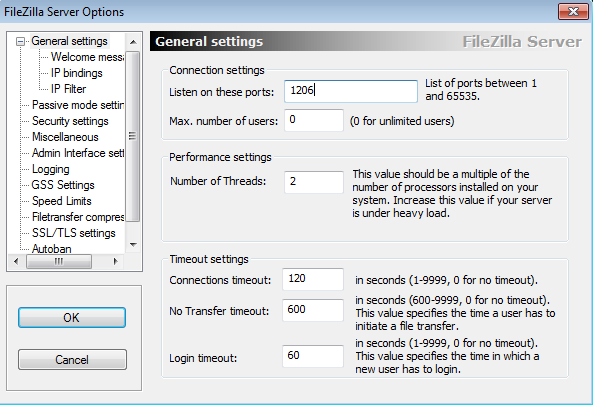 FileZilla Server Options
General settings
Welcome messa
IP bindings
IP Filter
Passive mode settin
Security settings
Miscellaneous
Admin Interface sett
Logging
GSS Settings
Speed Limits
Filetransfer compres
SSL/TLS settings
Autoban
OK
Cancel
General settings
FileZilla Server
Connection settings
Listen on these ports: 1206 List of ports between 1
and 65535.
Max. number of users: 0 (0 for unlimited users)
Performance settings
Number of Threads: 2 This value should be a multiple of the
number of processors installed on your
system. Increase this value if your server
is under heavy load.
Timeout settings
Connections timeout: 120 in seconds (1-9999, 0 for no timeout).
No Transfer timeout: 600 in seconds (600-9999, 0 for no timeout).
This value specifies the time a user has to
initiate a file transfer.
Login timeout: 60 in seconds (1-9999, 0 for no timeout).
This value specifies the time in which a
new user has to login.